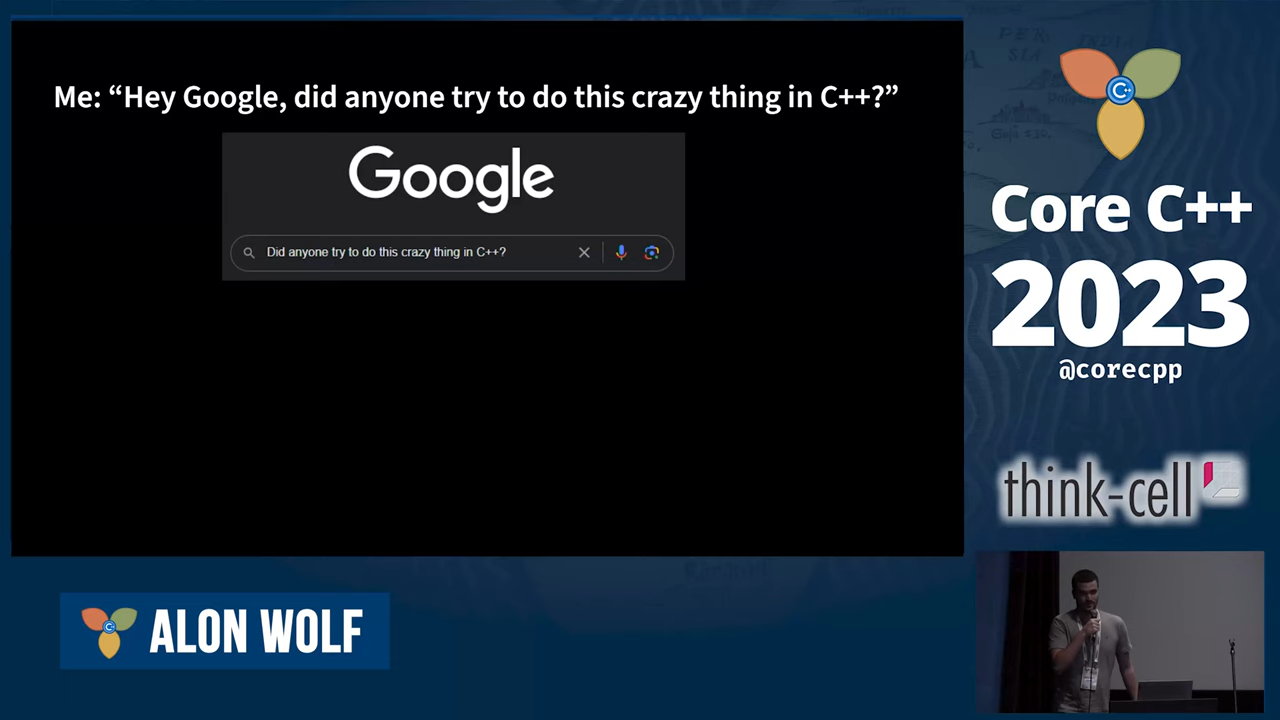 Me: “Hey Google, did anyone try to do this crazy thing in C++?”
Google
Did anyone try to do this crazy thing in C++?
C++
Core C++
2023
@corecpp
think-cell
ALON WOLF